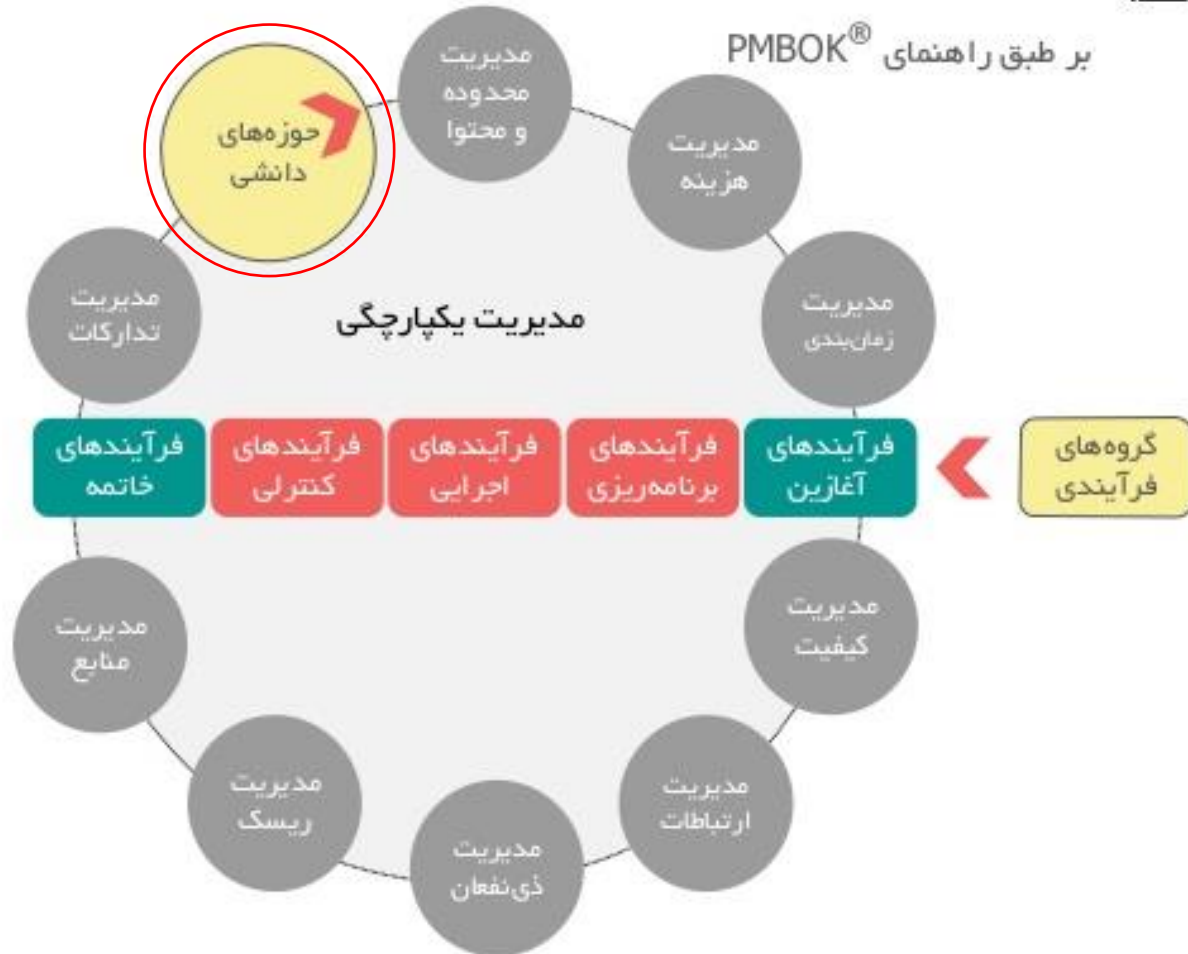 بر طبق راهنمای PMBOK®
حوزه‌های
دانشی
مدیریت
محدوده
و محتوا
مدیریت
هزینه
مدیریت
زمان‌بندی
مدیریت
تدارکات
مدیریت یکپارچگی
گروه‌های
فرآیندی
فرآیندهای
آغازین
فرآیندهای
برنامه‌ریزی
فرآیندهای
اجرایی
فرآیندهای
کنترلی
فرآیندهای
خاتمه
مدیریت
کیفیت
مدیریت
ارتباطات
مدیریت
ذی‌نفعان
مدیریت
ریسک
مدیریت
منابع